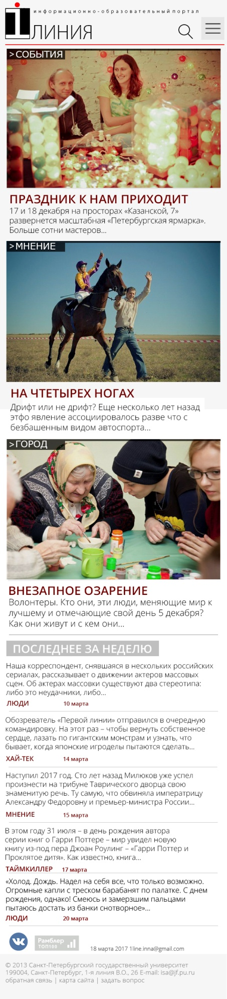 информационно-образовательный портал
1 ЛИНИЯ
>СОБЫТИЯ
ПРАЗДНИК К НАМ ПРИХОДИТ
17 и 18 декабря на просторах «Казанской, 7»
развернется масштабная «Петербургская ярмарка».
Больше сотни мастеров...
>МНЕНИЕ
НА ЧТЕТЫРЕХ НОГАХ
Дрифт или не дрифт? Еще несколько лет назад
этфо явление ассоциировалось разве что с
безбашенным видом автоспорта...
>ГОРОД
ВНЕЗАПНОЕ ОЗАРЕНИЕ
Волонтеры. Кто они, эти люди, меняющие мир к
лучшему и отмечающие свой день 5 декабря?
Как они живут и с кем они...
ПОСЛЕДНЕЕ ЗА НЕДЕЛЮ
Наша корреспондент, снявшаяся в нескольких российских
сериалах, рассказывает о движении актеров массовых
сцен. Об актерах массовки существуют два стереотипа:
либо это неудачники, либо...
ЛЮДИ 10 марта
Обозреватель «Первой линии» отправился в очередную
командировку. На этот раз – чтобы вернуть собственное
сердце, лазать по гигантским монстрам и узнать, что
бывает, когда японские игроделы пытаются сделать...
ХАЙ-ТЕК 14 марта
Наступил 2017 год. Сто лет назад Милюков уже успел
произнести на трибуне Таврического дворца свою
знаменитую речь. Ту самую, что обвиняла императрицу
Александру Федоровну и премьер-министра России...
МНЕНИЕ 15 марта
В этом году 31 июля – в день рождения автора
серии книг о Гарри Поттере – мир увидел новую
книгу из-под пера Джоан Роулинг – «Гарри Поттер и
Проклятое дитя». Как известно, книга...
ТАЙМКИЛЛЕР 17 марта
«Холод. Дождь. Надел на себя все, что только возможно.
Огромные капли с треском барабанят по палатке. С днем
рождения, однако! Смеюсь и замерзшим пальцами
пытаюсь достать из банки снотворное»...
ЛЮДИ 20 марта
Рамблер
ТОП100
18 марта 2017 1line.inna@gmail.com
© 2013 Санкт-Петербургский государственный университет
199004, Санкт-Петербург, 1-я линия В.О., 26 E-mail: isa@jf.pu.ru
обратная связь | карта сайта | задать вопрос